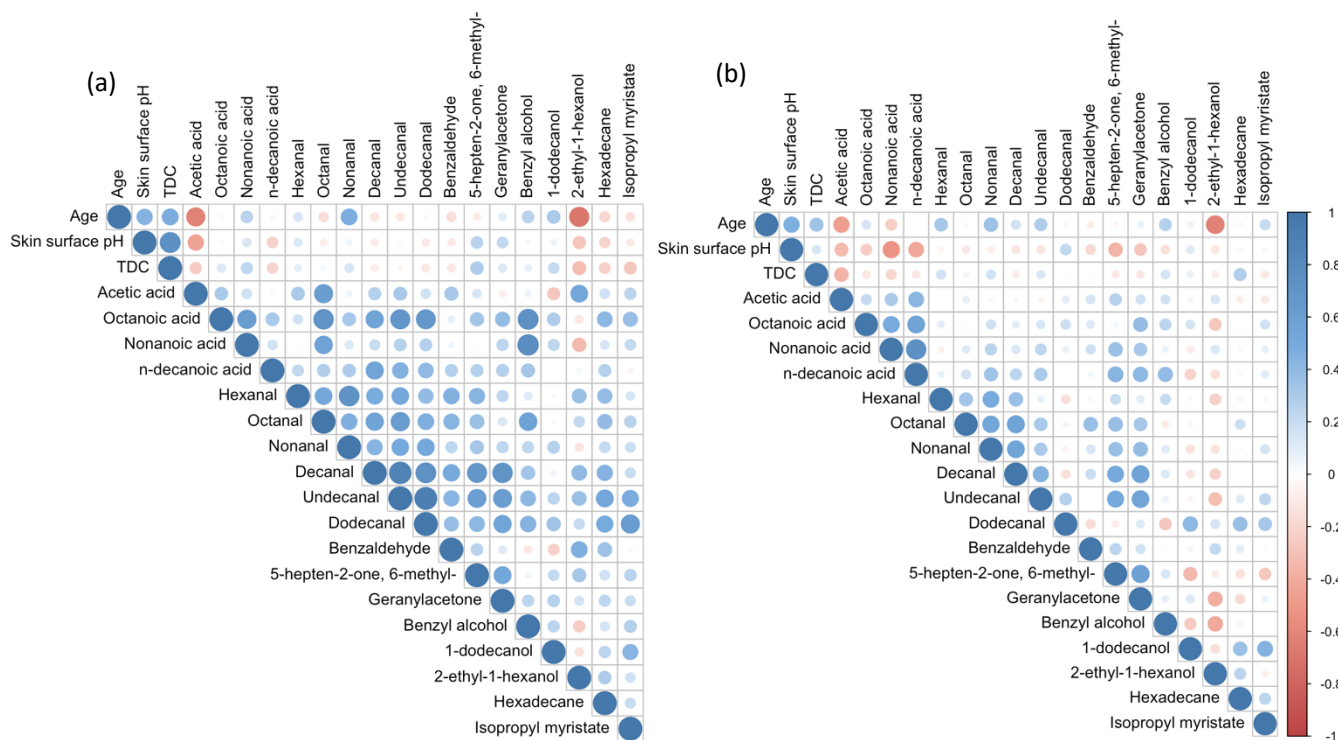 (a)
Age
Skin surface pH
TDC
Acetic acid
Octanoic acid
Nonanoic acid
n-decanoic acid
Hexanal
Octanal
Nonanal
Decanal
Undecanal
Dodecanal
Benzaldehyde
5-hepten-2-one, 6-methyl-
Geranylacetone
Benzyl alcohol
1-dodecanol
2-ethyl-1-hexanol
Hexadecane
Isopropyl myristate
Age
Skin surface pH
TDC
Acetic acid
Octanoic acid
Nonanoic acid
n-decanoic acid
Hexanal
Octanal
Nonanal
Decanal
Undecanal
Dodecanal
Benzaldehyde
5-hepten-2-one, 6-methyl-
Geranylacetone
Benzyl alcohol
1-dodecanol
2-ethyl-1-hexanol
Hexadecane
Isopropyl myristate
(b)
Age
Skin surface pH
TDC
Acetic acid
Octanoic acid
Nonanoic acid
n-decanoic acid
Hexanal
Octanal
Nonanal
Decanal
Undecanal
Dodecanal
Benzaldehyde
5-hepten-2-one, 6-methyl-
Geranylacetone
Benzyl alcohol
1-dodecanol
2-ethyl-1-hexanol
Hexadecane
Isopropyl myristate
Age
Skin surface pH
TDC
Acetic acid
Octanoic acid
Nonanoic acid
n-decanoic acid
Hexanal
Octanal
Nonanal
Decanal
Undecanal
Dodecanal
Benzaldehyde
5-hepten-2-one, 6-methyl-
Geranylacetone
Benzyl alcohol
1-dodecanol
2-ethyl-1-hexanol
Hexadecane
Isopropyl myristate
1
0.8
0.6
0.4
0.2
0
-0.2
-0.4
-0.6
-0.8
-1